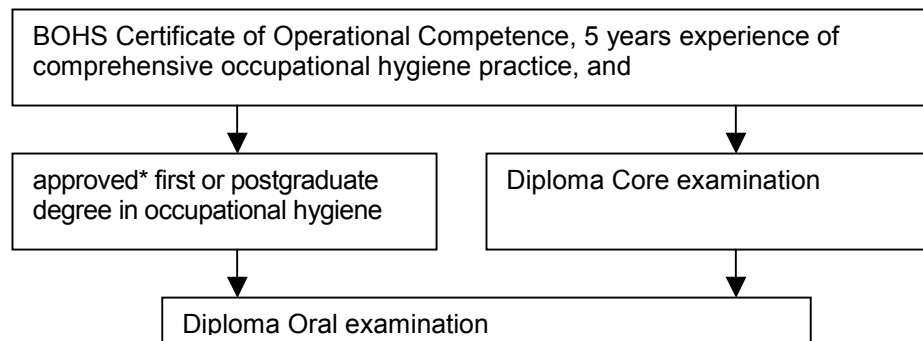 BOHS Certificate of Operational Competence, 5 years experience of
comprehensive occupational hygiene practice, and
approved* first or postgraduate
degree in occupational hygiene
Diploma Core examination
Diploma Oral examination